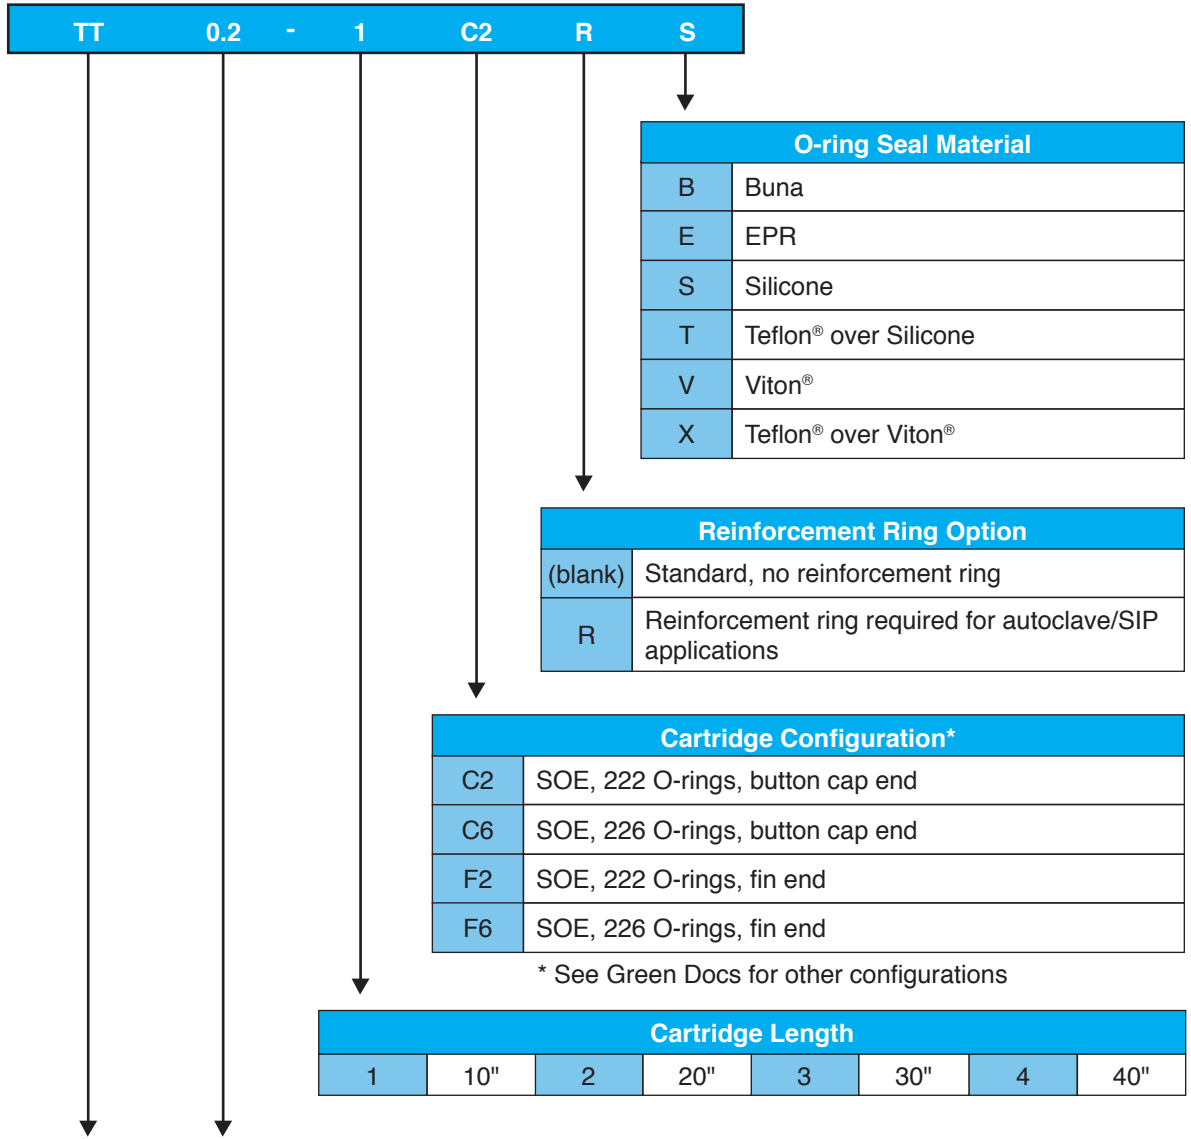 TT 0.2 - 1 C2 R S
O-ring Seal Material
B Buna
E EPR
S Silicone
T Teflon® over Silicone
V Viton®
X Teflon® over Viton®
Reinforcement Ring Option
(blank) Standard, no reinforcement ring
R Reinforcement ring required for autoclave/SIP
applications
Cartridge Configuration*
C2 SOE, 222 O-rings, button cap end
C6 SOE, 226 O-rings, button cap end
F2 SOE, 222 O-rings, fin end
F6 SOE, 226 O-rings, fin end
* See Green Docs for other configurations
Cartridge Length
1 10" 2 20" 3 30" 4 40"